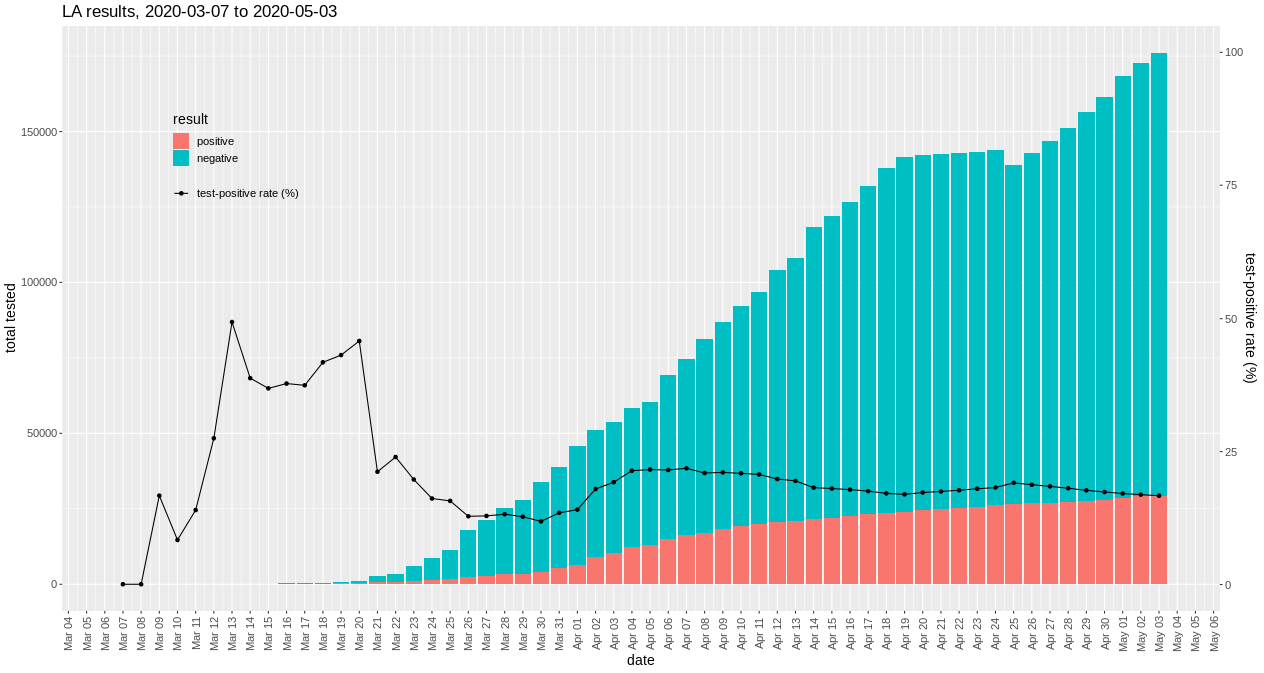 LA results, 2020-03-07 to 2020-05-03
result
positive
negative
test-positive rate (%)
total tested
150000
100000
50000
0
100
75
50
25
0
test-positive rate (%)
Mar 04
Mar 05
Mar 06
Mar 07
Mar 08
Mar 09
Mar 10
Mar 11
Mar 12
Mar 13
Mar 14
Mar 15
Mar 16
Mar 17
Mar 18
Mar 19
Mar 20
Mar 21
Mar 22
Mar 23
Mar 24
Mar 25
Mar 26
Mar 27
Mar 28
Mar 29
Mar 30
Mar 31
Apr 01
Apr 02
Apr 03
Apr 04
Apr 05
Apr 06
Apr 07
Apr 08
Apr 09
Apr 10
Apr 11
Apr 12
Apr 13
Apr 14
Apr 15
Apr 16
Apr 17
Apr 18
Apr 19
Apr 20
Apr 21
Apr 22
Apr 23
Apr 24
Apr 25
Apr 26
Apr 27
Apr 28
Apr 29
Apr 30
May 01
May 02
May 03
May 04
May 05
May 06
date